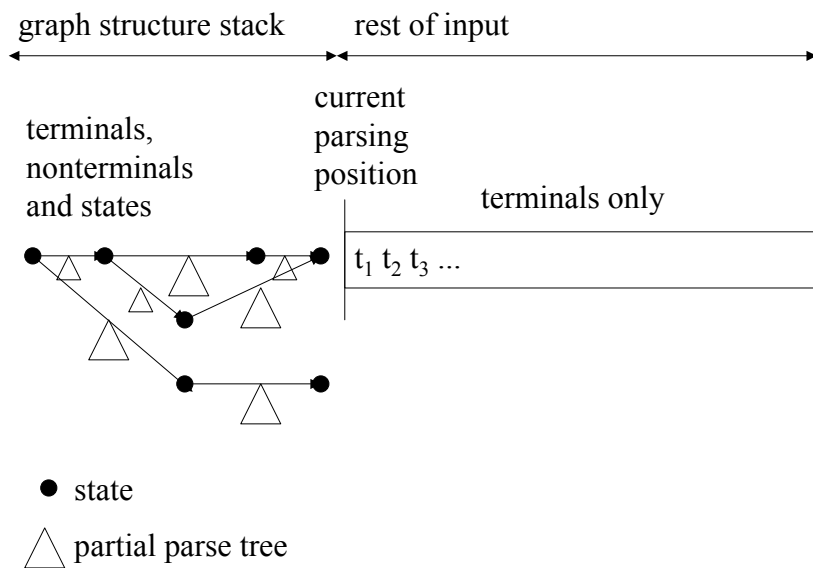 graph structure stack
rest of input
terminals,
nonterminals
and states
current
parsing
position
terminals only
t₁ t₂ t₃ ...
state
partial parse tree